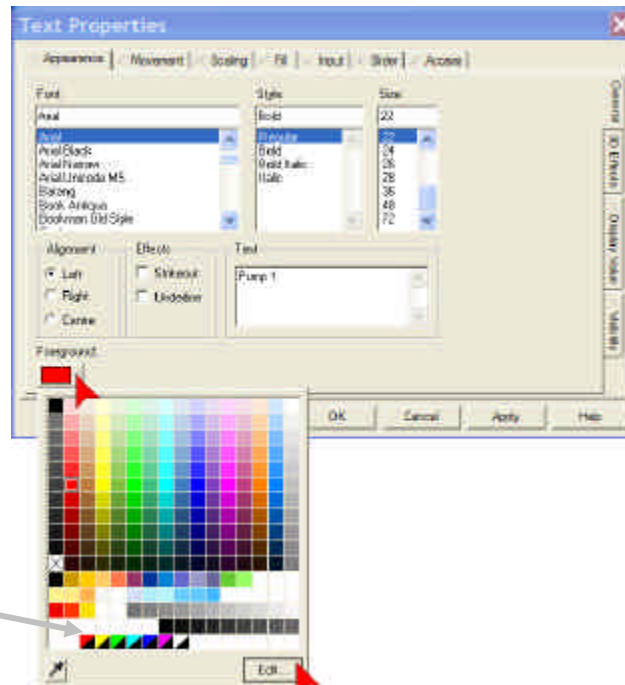 Text Properties
Appearance Movement Scaling Fill Input Slider Access
Font Style Size
Arial Bold 22
Arial Regular 22
Arial Black Bold 24
Arial Narrow Bold Italic 26
Arial Unicode MS Italic 28
Batang 36
Book Antiqua 48
Bookman Old Style 72
General
3D Effects
Display Value
Visibility
Alignment Effects Text
Left Strikeout Pump 1
Right Underline
Centre
Foreground:
OK Cancel Apply Help
Edit...